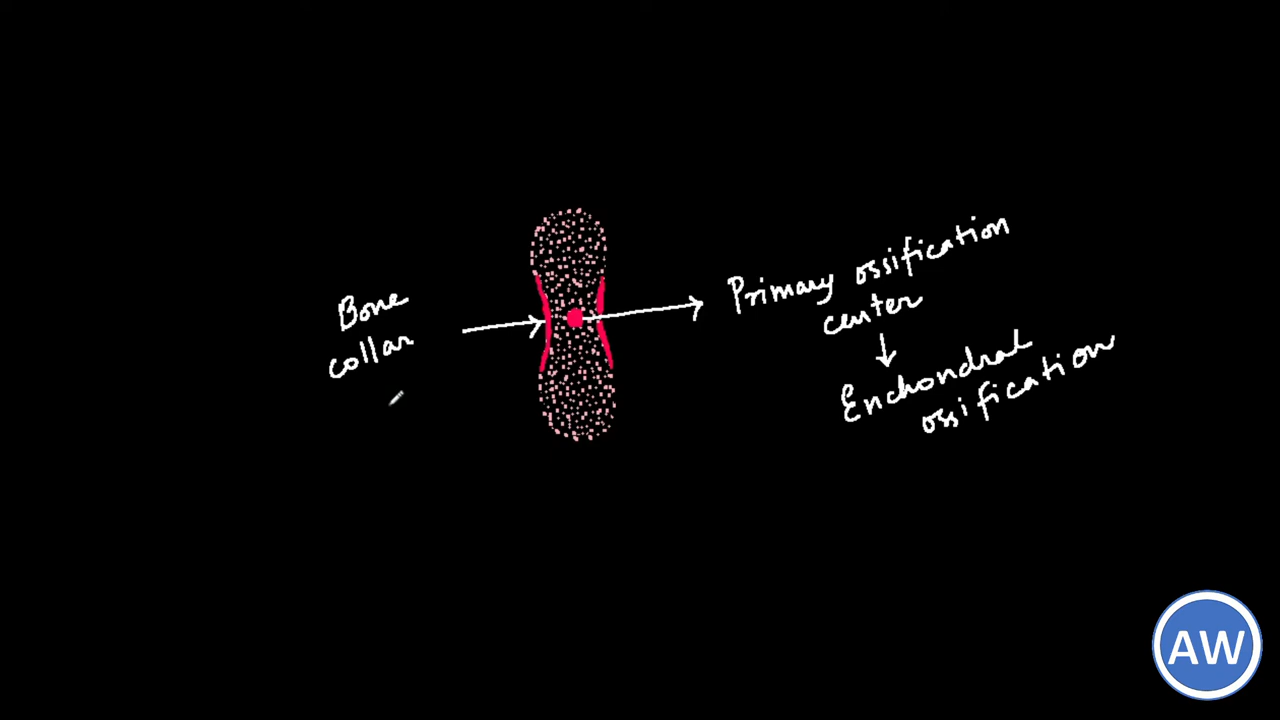 Bone
collar
Primary ossification
center
↓
Enchondral
ossification
AW